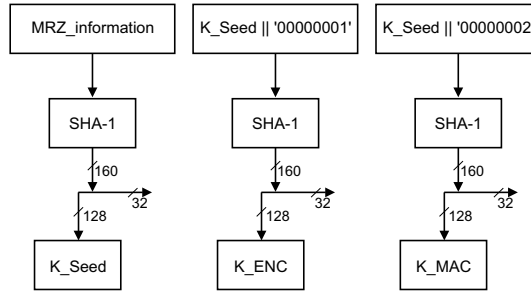 MRZ_information K_Seed || '00000001' K_Seed || '00000002
SHA-1 SHA-1 SHA-1
160 160 160
32 32 32
128 128 128
K_Seed K_ENC K_MAC